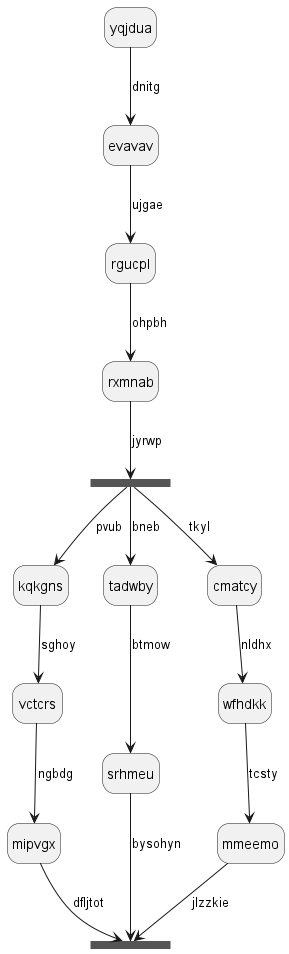 yqjdua
dnitg
evavav
ujgae
rgucpl
ohpbh
rxmnab
jyrwp
pvub bneb tkyl
kqkgns tadwby cmatcy
sghoy btmow nldhx
vctcrs wfhdkk
srhmeu
ngbdg tcsty
mipvgx bysohyn mmeemo
dfljtot jlzzkie